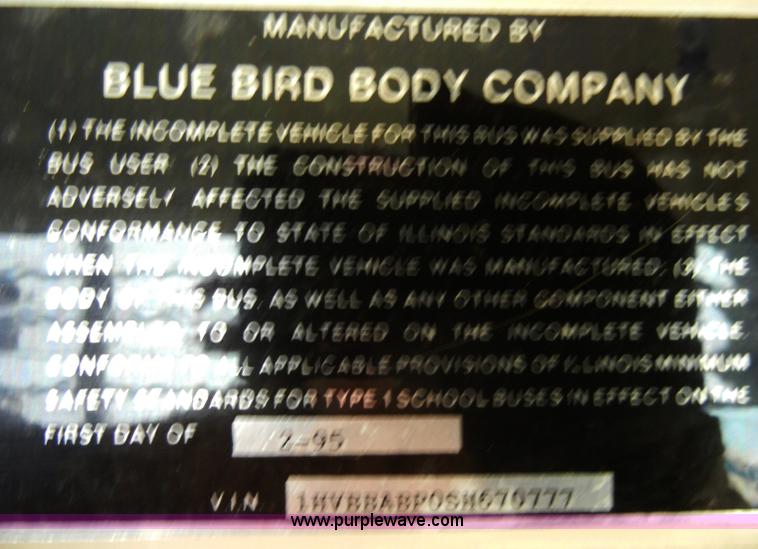 MANUFACTURED BY
BLUE BIRD BODY COMPANY
(1) THE INCOMPLETE VEHICLE FOR THIS BUS WAS SUPPLIED BY THE
BUS USER (2) THE CONSTRUCTION OF THIS BUS HAS NOT
ADVERSELY AFFECTED THE SUPPLIED INCOMPLETE VEHICLES
CONFORMANCE TO STATE OF ILLINOIS STANDARDS IN EFFECT
WHEN THE INCOMPLETE VEHICLE WAS MANUFACTURED. (3) THE
BODY OF THIS BUS, AS WELL AS ANY OTHER COMPONENT EITHER
ASSEMBLED TO OR ALTERED ON THE INCOMPLETE VEHICLE,
CONFORMS TO ALL APPLICABLE PROVISIONS OF ILLINOIS MINIMUM
SAFETY STANDARDS FOR TYPE 1 SCHOOL BUSES IN EFFECT ON THE
FIRST DAY OF 2-95
V.I.N.
www.purplewave.com